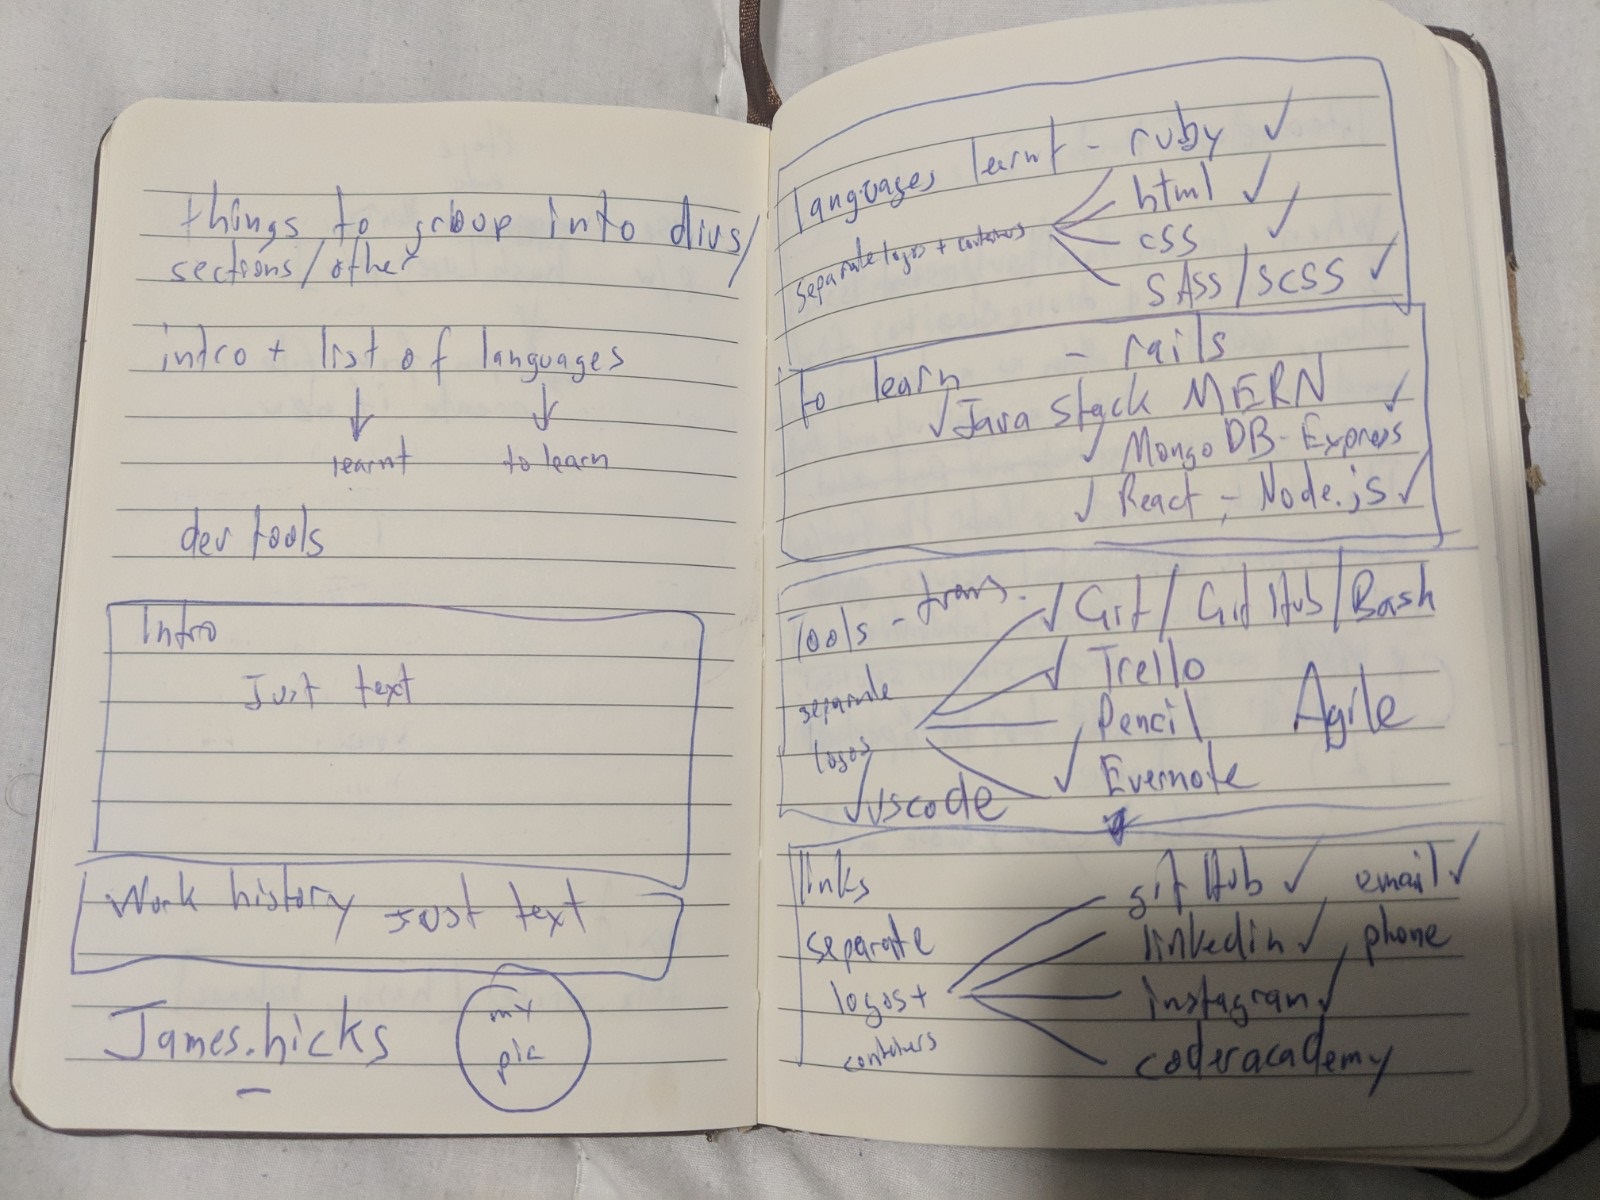 things to group into divs/
sections/other
intro + list of languages
learnt to learn
dev tools
Intro
Just text
Work history Just text
James.hicks
my
pic
languages learnt - ruby ✓
html ✓
separate logos + containers
css ✓
SASS/SCSS ✓
to learn - rails
✓ Java Stack MERN
✓ MongoDB - Express ✓
✓ React - Node.js ✓
Tools - trans. ✓ Git/GitHub/Bash
✓ Trello
separate
Pencil Agile
logos
✓ Evernote
✓ vscode
links
gitHub ✓ email ✓
separate
linkedin ✓ phone
logos +
instagram ✓
containers
coderacademy